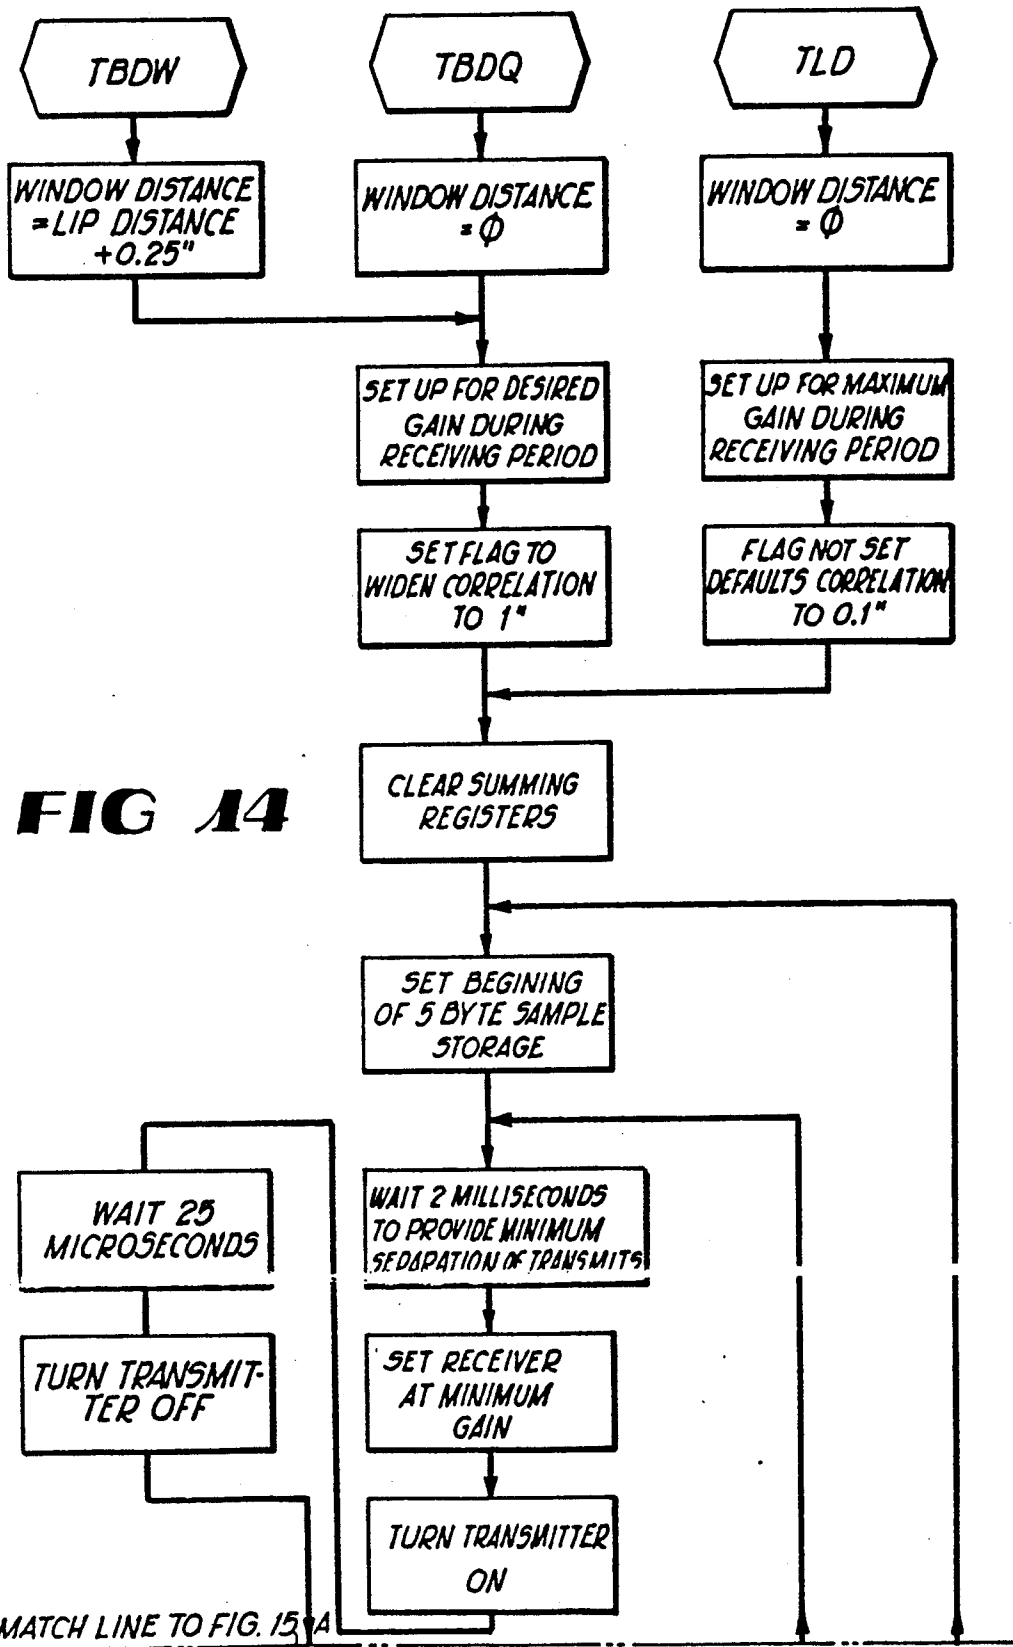 TBDW
TBDQ
TLD
WINDOW DISTANCE
= LIP DISTANCE
+0.25"
WINDOW DISTANCE
= Φ
WINDOW DISTANCE
= Φ
SET UP FOR DESIRED
GAIN DURING
RECEIVING PERIOD
SET UP FOR MAXIMUM
GAIN DURING
RECEIVING PERIOD
SET FLAG TO
WIDEN CORRELATION
TO 1"
FLAG NOT SET
DEFAULTS CORRELATION
TO 0.1"
CLEAR SUMMING
REGISTERS
FIG 14
SET BEGINING
OF 5 BYTE SAMPLE
STORAGE
WAIT 2 MILLISECONDS
TO PROVIDE MINIMUM
SEPARATION OF TRANSMITS
WAIT 25
MICROSECONDS
SET RECEIVER
AT MINIMUM
GAIN
TURN TRANSMIT-
TER OFF
TURN TRANSMITTER
ON
MATCH LINE TO FIG. 15 A